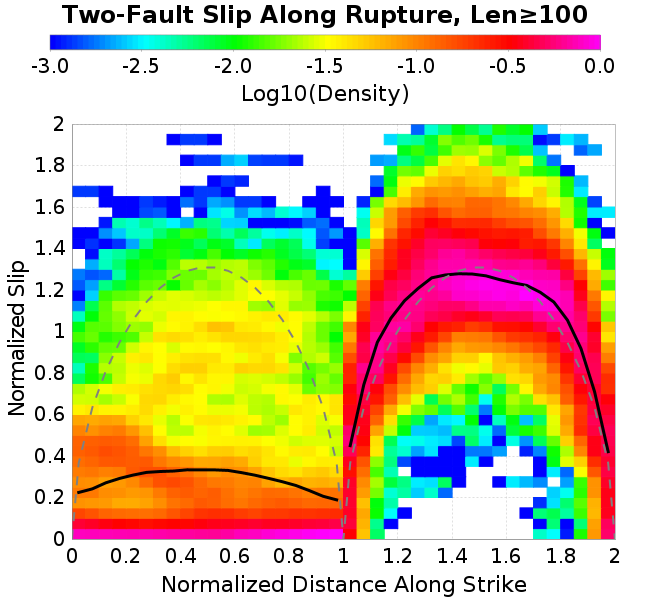 Two-Fault Slip Along Rupture, Len≥100
-3.0 -2.5 -2.0 -1.5 -1.0 -0.5 0.0
Log10(Density)
Normalized Slip
2
1.8
1.6
1.4
1.2
1
0.8
0.6
0.4
0.2
0
0 0.2 0.4 0.6 0.8 1 1.2 1.4 1.6 1.8 2
Normalized Distance Along Strike